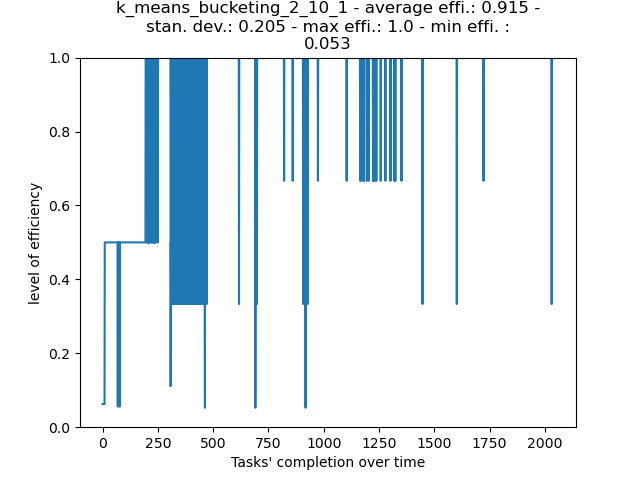 k_means_bucketing_2_10_1 - average effi.: 0.915 -
stan. dev.: 0.205 - max effi.: 1.0 - min effi. :
0.053
1.0
0.8
0.6
0.4
0.2
0.0
level of efficiency
0 250 500 750 1000 1250 1500 1750 2000
Tasks' completion over time